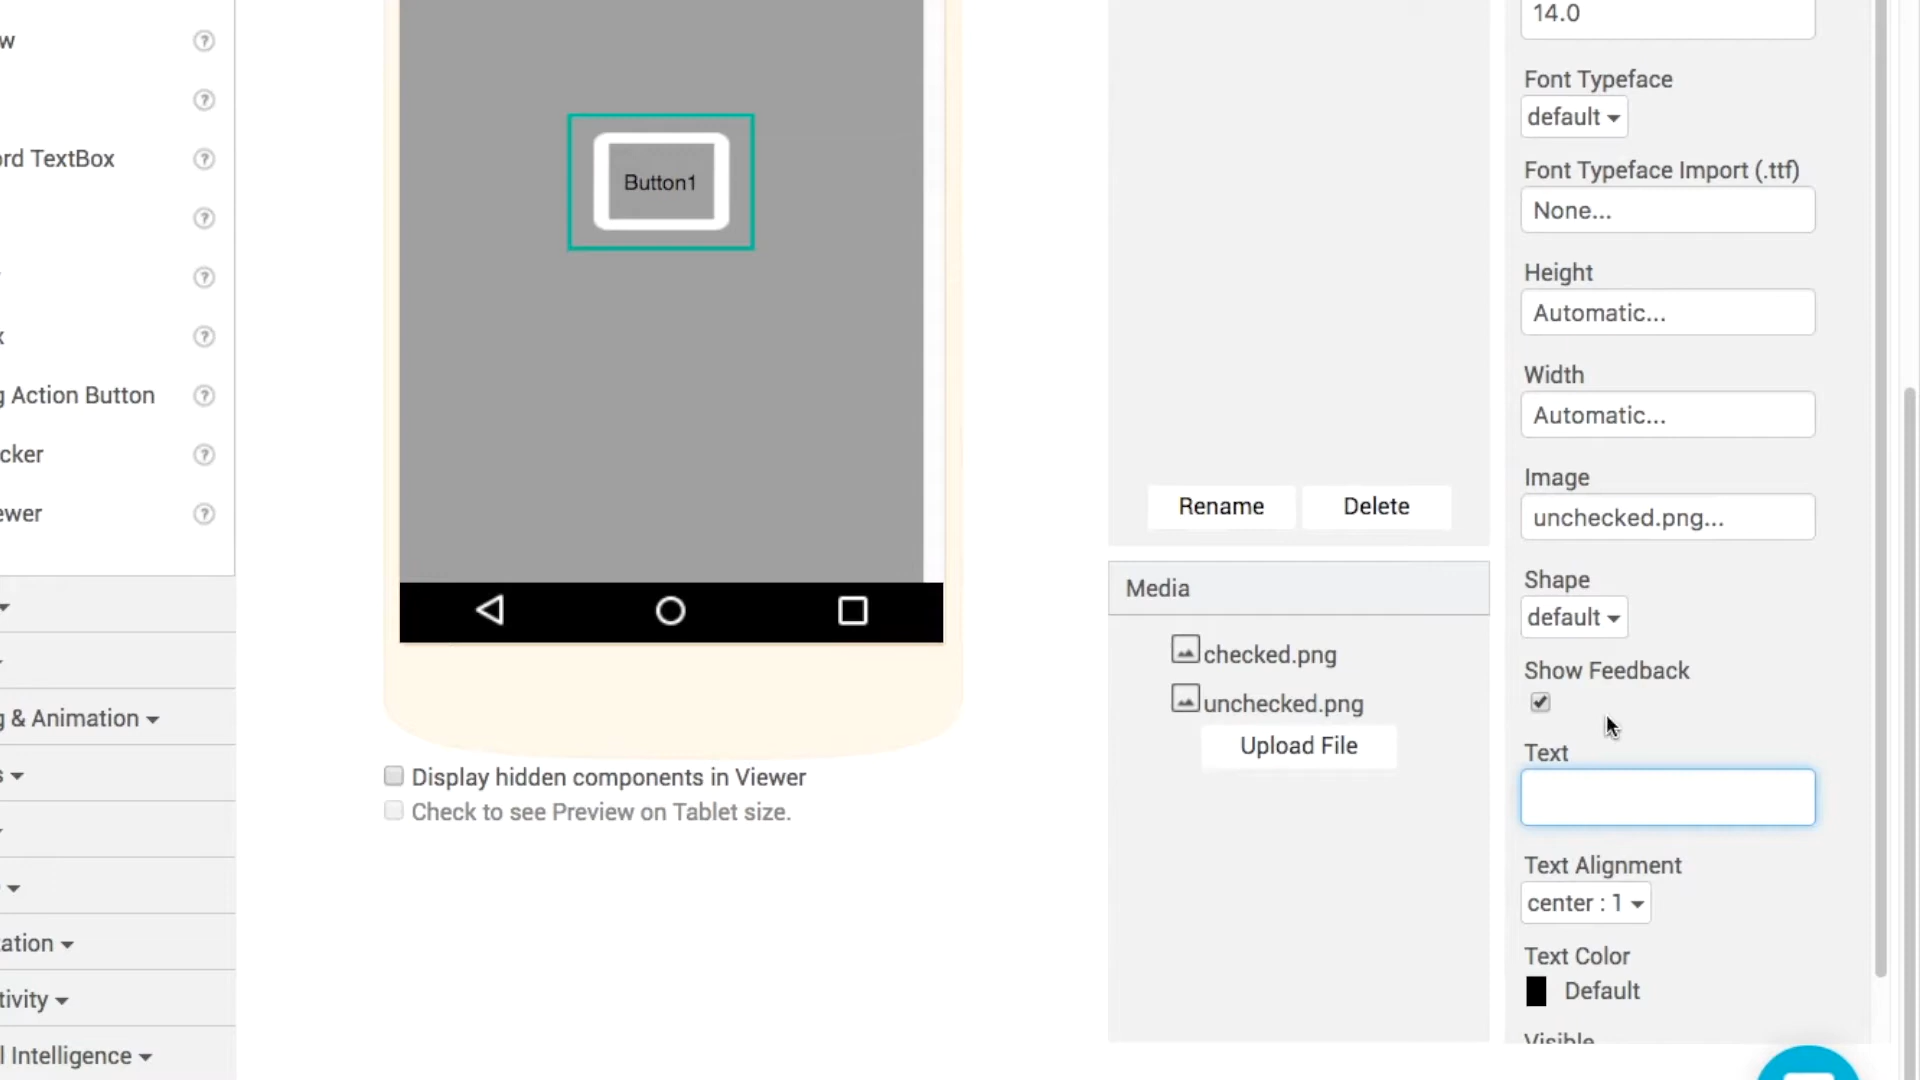 w
ord TextBox
g Action Button
cker
ewer
g & Animation
s
tation
tivity
l Intelligence
Button1
Display hidden components in Viewer
Check to see Preview on Tablet size.
Rename
Delete
Media
checked.png
unchecked.png
Upload File
14.0
Font Typeface
default
Font Typeface Import (.ttf)
None...
Height
Automatic...
Width
Automatic...
Image
unchecked.png...
Shape
default
Show Feedback
Text
Text Alignment
center : 1
Text Color
Default
Visible